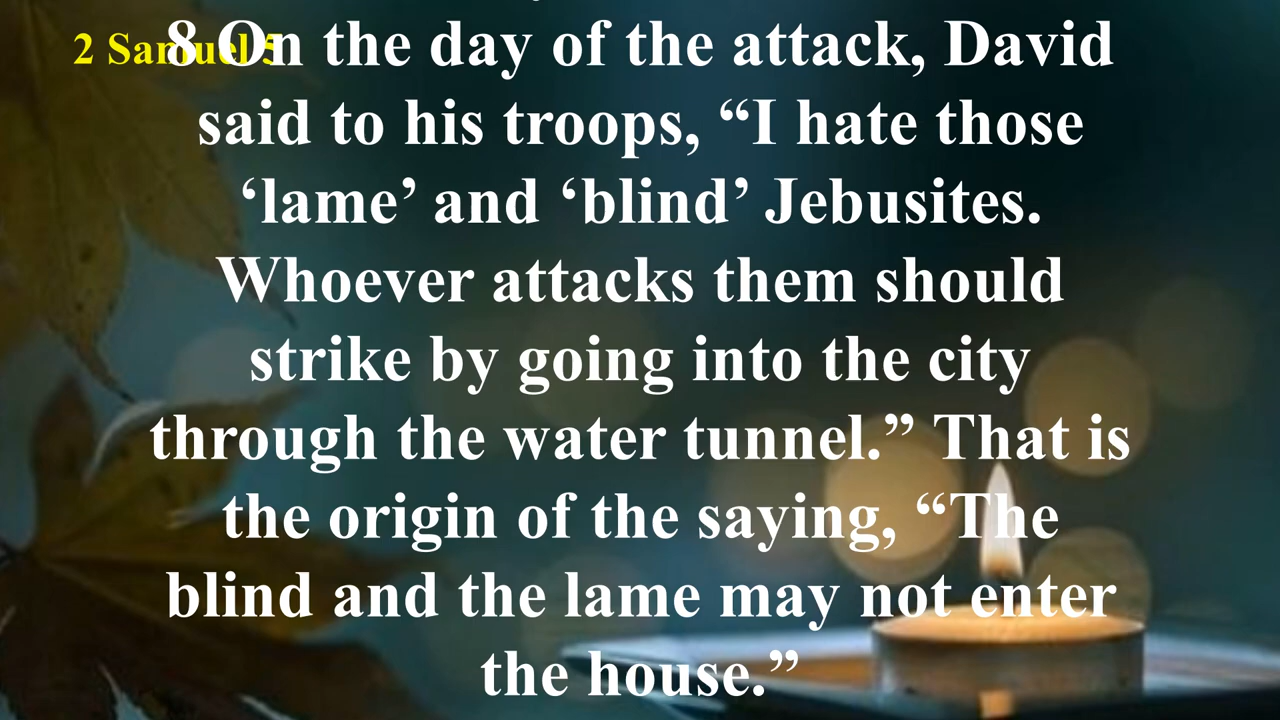 2 Samuel 5
8 On the day of the attack, David
said to his troops, “I hate those
‘lame’ and ‘blind’ Jebusites.
Whoever attacks them should
strike by going into the city
through the water tunnel.” That is
the origin of the saying, “The
blind and the lame may not enter
the house.”